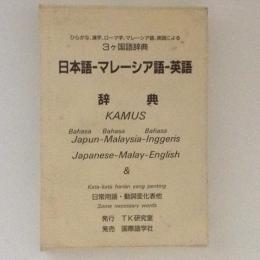 ひらがな、漢字、ローマ字、マレーシア語、英語による
3ヶ国語辞典
日本語-マレーシア語-英語
辞典
KAMUS
Bahasa Bahasa Bahasa
Japun-Malaysia-Inggeris
Japanese-Malay-English
&
Kata-kata harian yang penting
日常用語・動詞変化表他
Some necessary words
発行 TK研究室
発売 国際語学社